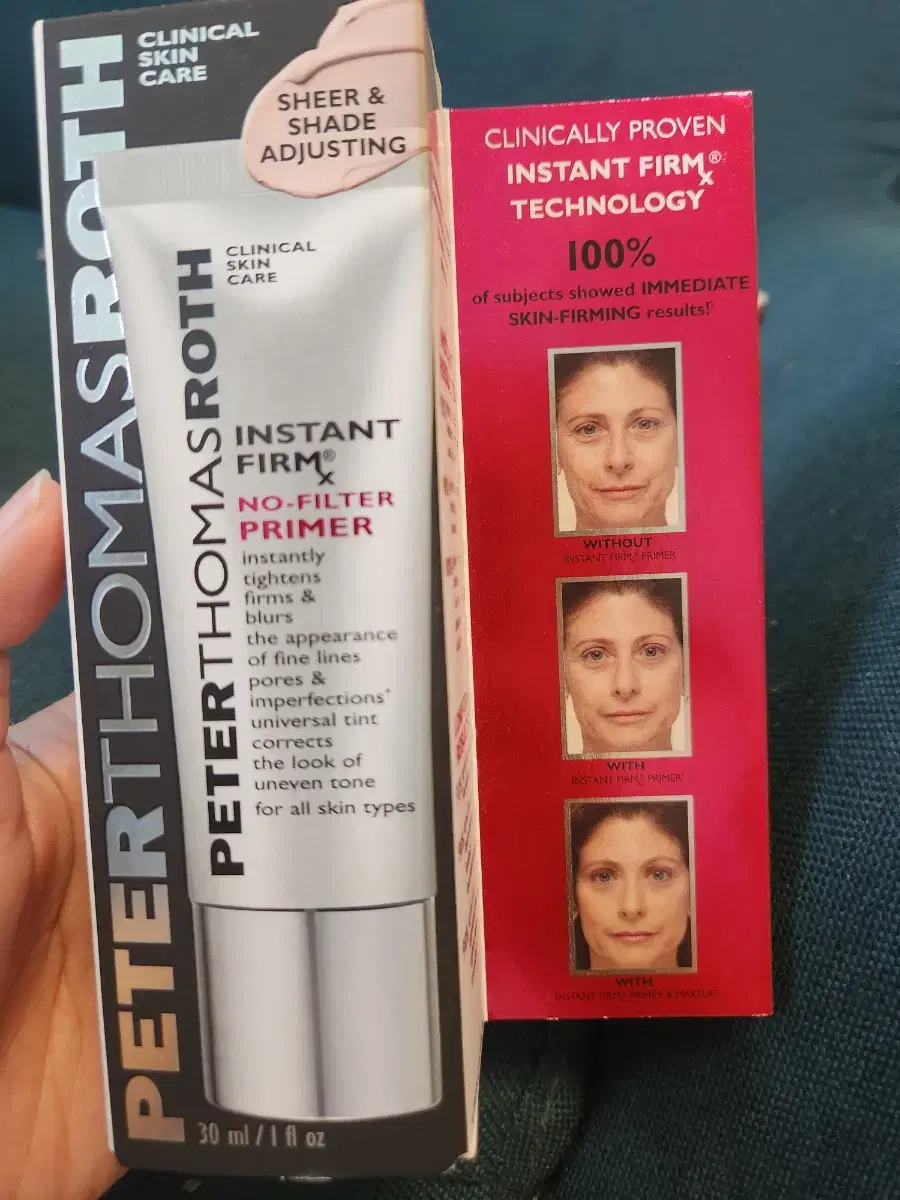 PETERTHOMASROTH
CLINICAL
SKIN
CARE
SHEER &
SHADE
ADJUSTING
PETERTHOMASROTH
CLINICAL
SKIN
CARE
INSTANT
FIRMx®
NO-FILTER
PRIMER
instantly
tightens
firms &
blurs
the appearance
of fine lines
pores &
imperfections*
universal tint
corrects
the look of
uneven tone
for all skin types
30 ml / 1 fl oz
CLINICALLY PROVEN
INSTANT FIRMx®
TECHNOLOGY
100%
of subjects showed IMMEDIATE
SKIN-FIRMING results!
WITHOUT
INSTANT FIRMx® PRIMER
WITH
INSTANT FIRMx® PRIMER*
WITH
INSTANT FIRMx® PRIMER & MAKEUP*